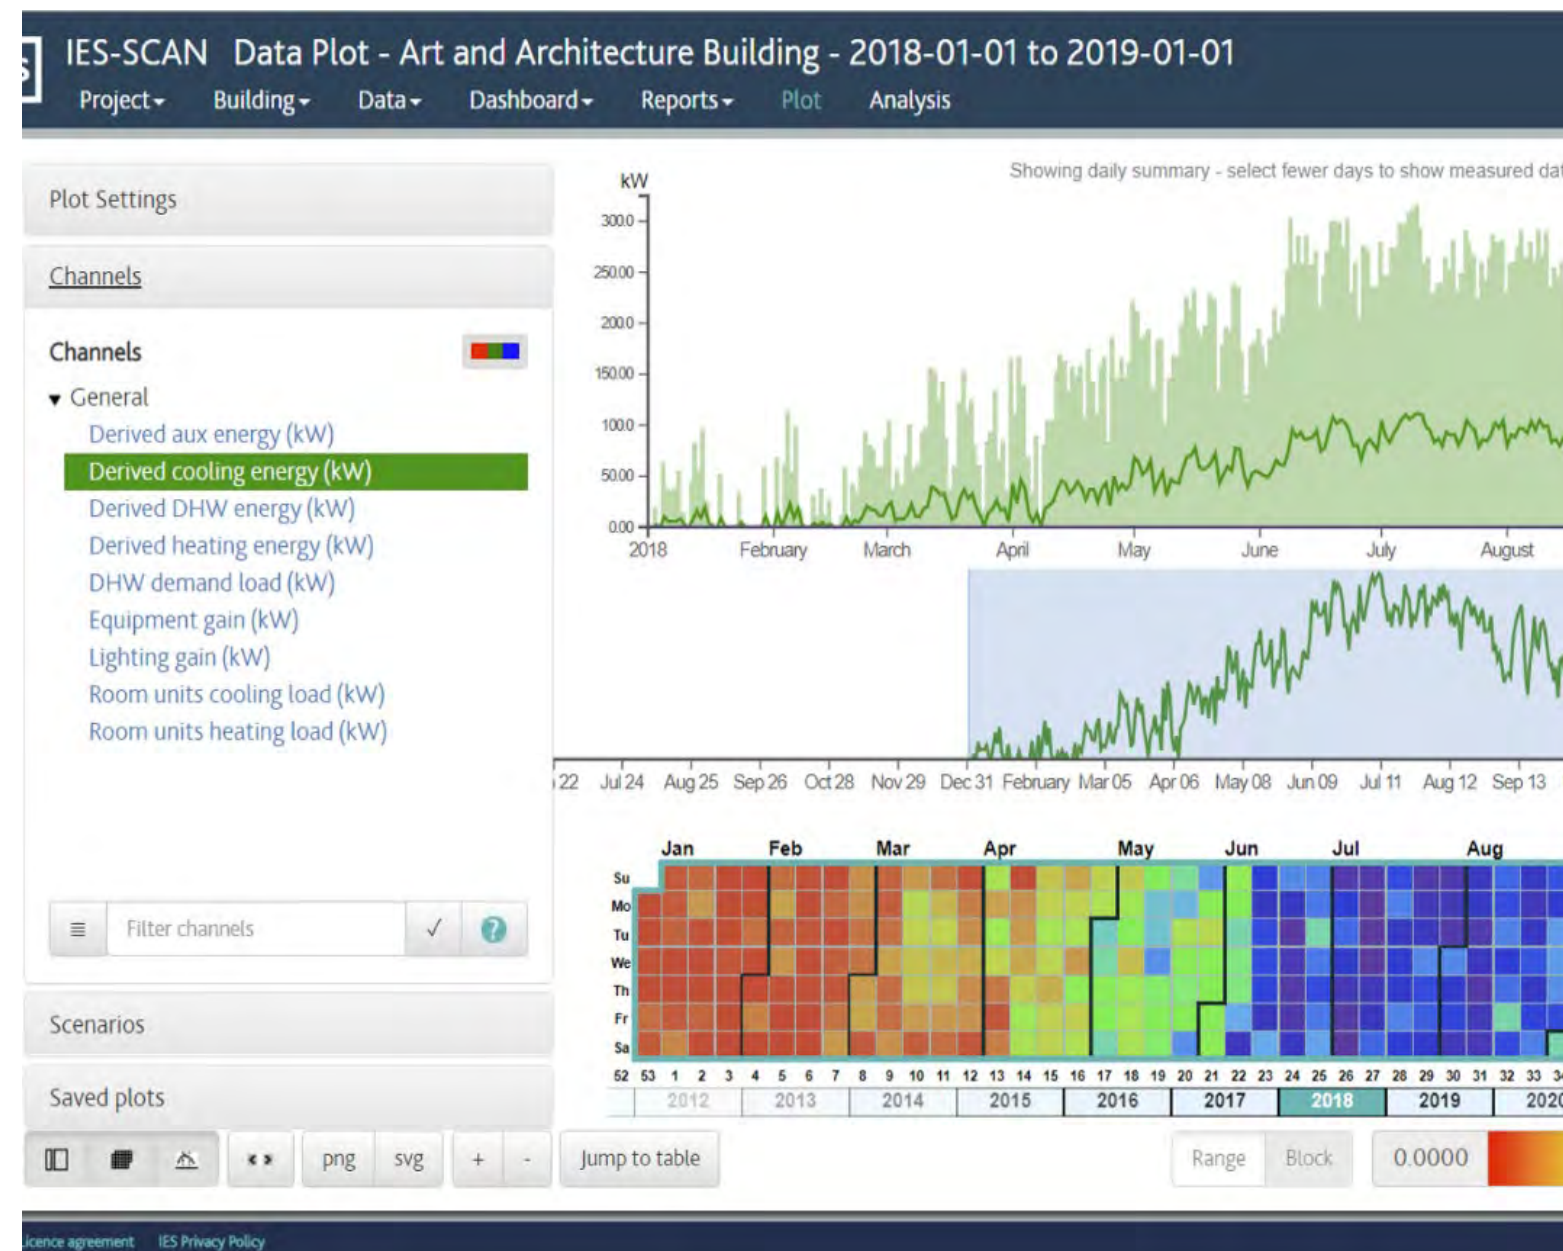 IES-SCAN Data Plot - Art and Architecture Building - 2018-01-01 to 2019-01-01
Project Building Data Dashboard Reports Plot Analysis
Plot Settings
Channels
Channels
General
Derived aux energy (kW)
Derived cooling energy (kW)
Derived DHW energy (kW)
Derived heating energy (kW)
DHW demand load (kW)
Equipment gain (kW)
Lighting gain (kW)
Room units cooling load (kW)
Room units heating load (kW)
Filter channels
?
Scenarios
Saved plots
Showing daily summary - select fewer days to show measured dat
kW
300.0
250.00
200.0
150.00
100.0
50.00
0.00
2018 February March April May June July August
22 Jul 24 Aug 25 Sep 26 Oct 28 Nov 29 Dec 31 February Mar 05 Apr 06 May 08 Jun 09 Jul 11 Aug 12 Sep 13
Jan Feb Mar Apr May Jun Jul Aug
Su
Mo
Tu
We
Th
Fr
Sa
52 53 1 2 3 4 5 6 7 8 9 10 11 12 13 14 15 16 17 18 19 20 21 22 23 24 25 26 27 28 29 30 31 32 33 34
2012 2013 2014 2015 2016 2017 2018 2019 2020
png svg + - Jump to table Range Block 0.0000
Licence agreement IES Privacy Policy